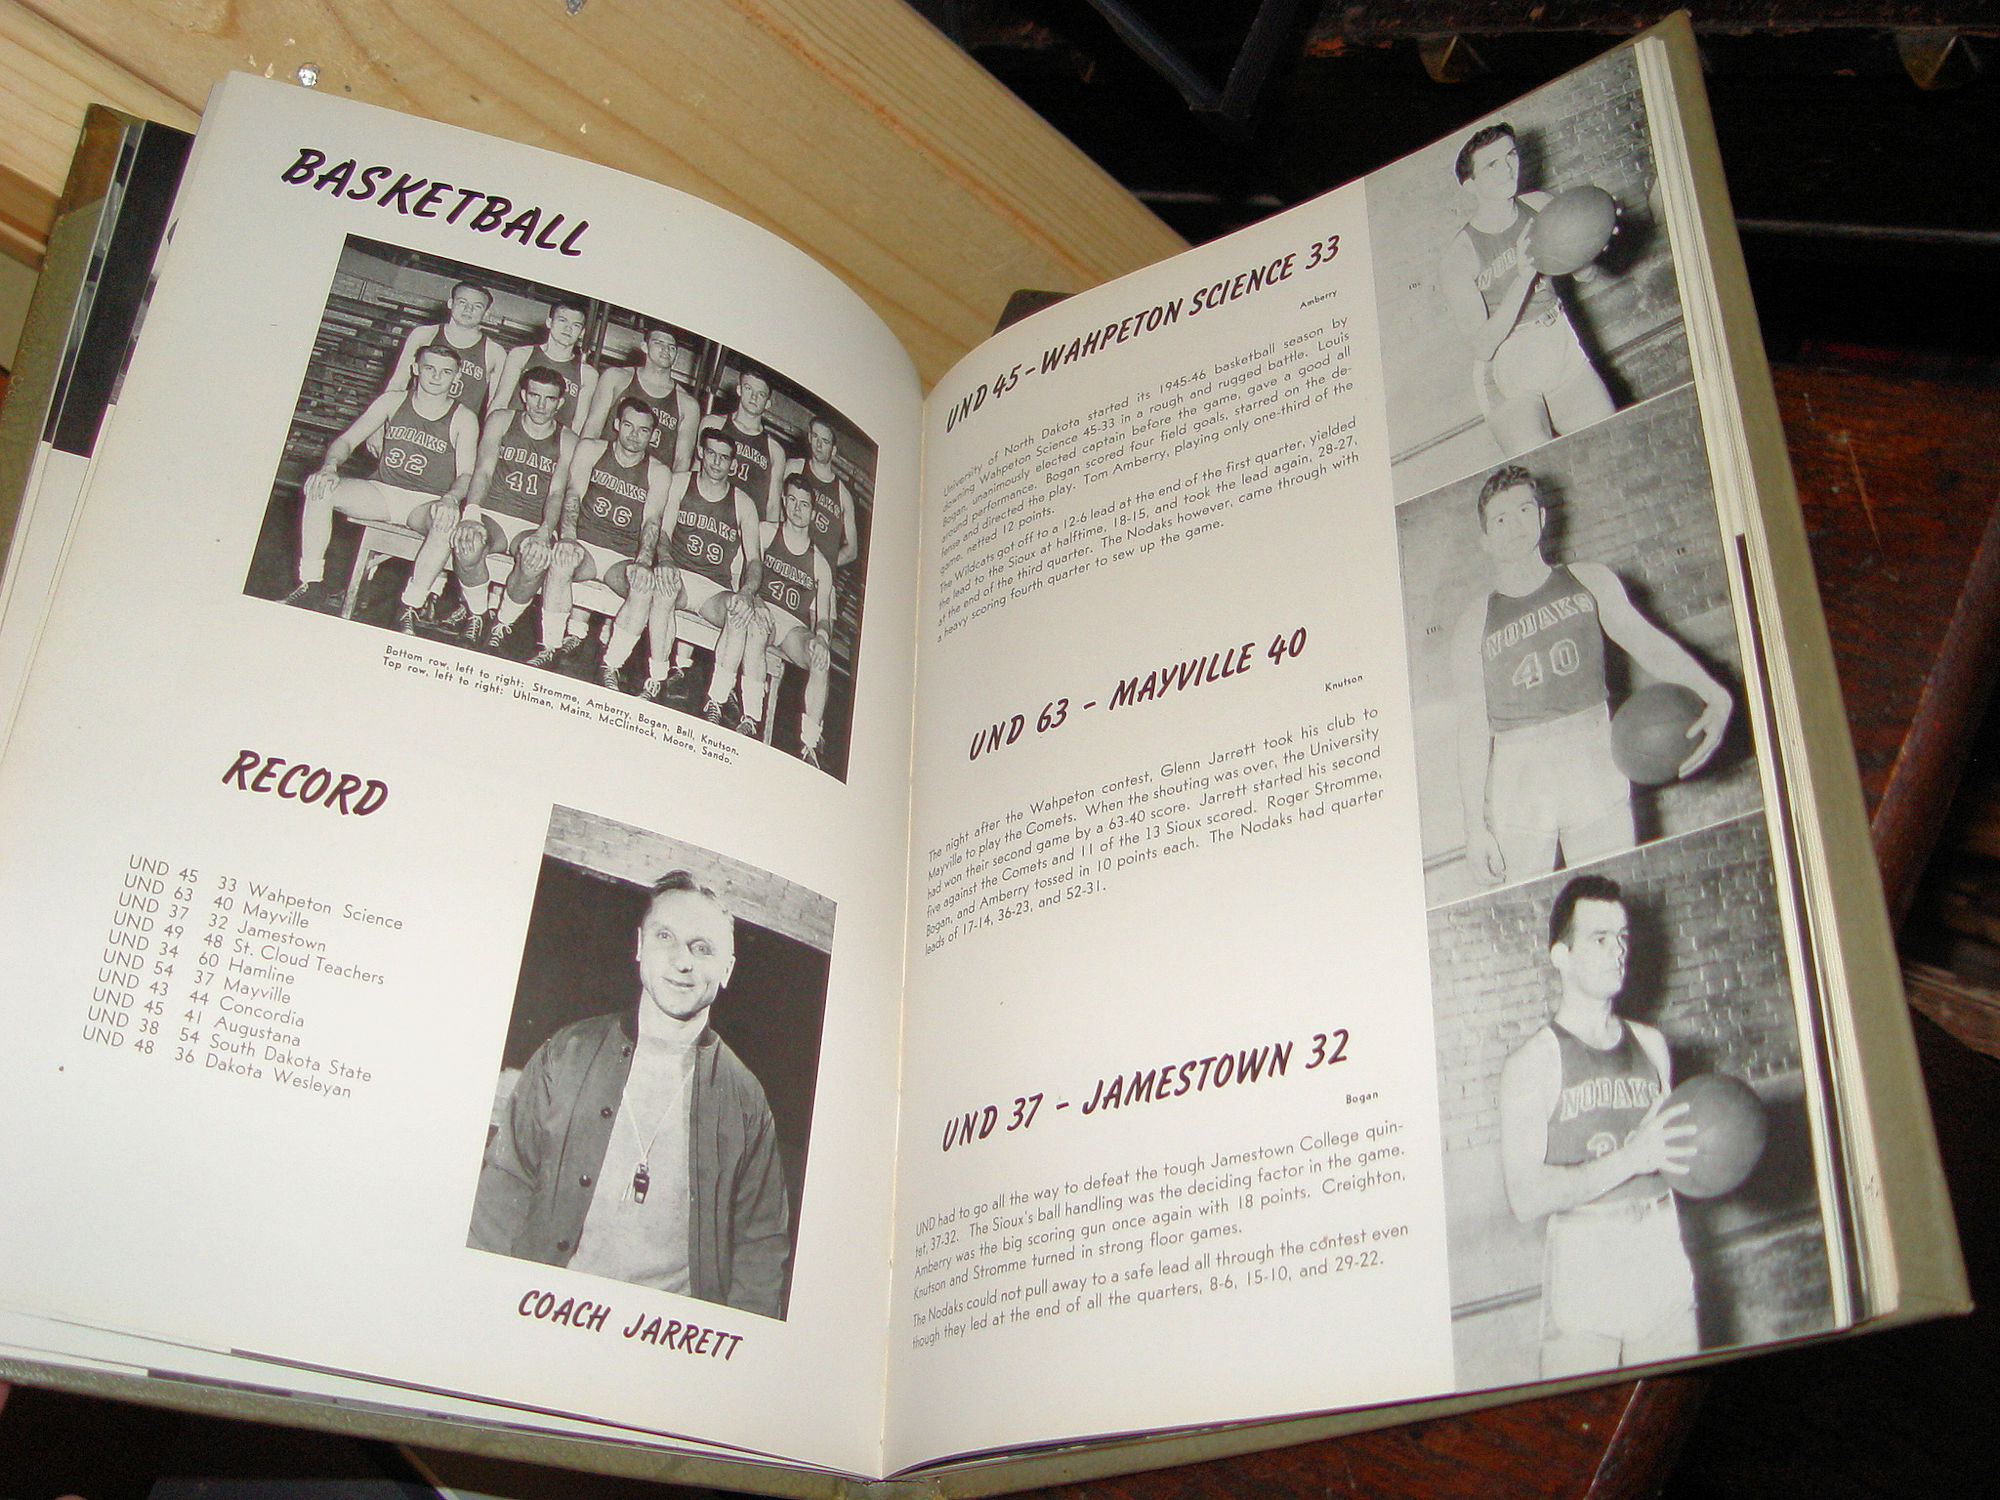 BASKETBALL
NODAKS
32
NODAKS
41
NODAKS
36
NODAKS
39
NODAKS
40
Bottom row, left to right: Stromme, Amberry, Bogan, Bell, Knutson.
Top row, left to right: Uhlman, Mainz, McClintock, Moore, Sando.
RECORD
UND 45 33 Wahpeton Science
UND 63 40 Mayville
UND 37 32 Jamestown
UND 49 48 St. Cloud Teachers
UND 34 60 Hamline
UND 54 37 Mayville
UND 43 44 Concordia
UND 45 41 Augustana
UND 38 54 South Dakota State
UND 48 36 Dakota Wesleyan
COACH JARRETT
UND 45 - WAHPETON SCIENCE 33
Amberry
University of North Dakota started its 1945-46 basketball season by
downing Wahpeton Science 45-33 in a rough and rugged battle. Louis
Bogan, unanimously elected captain before the game, gave a good all
around performance. Bogan scored four field goals, starred on the de-
fense and directed the play. Tom Amberry, playing only one-third of the
game, netted 12 points.
The Wildcats got off to a 12-6 lead at the end of the first quarter, yielded
the lead to the Sioux at halftime, 18-15, and took the lead again, 28-27,
at the end of the third quarter. The Nodaks however, came through with
a heavy scoring fourth quarter to sew up the game.
UND 63 - MAYVILLE 40
Knutson
The night after the Wahpeton contest, Glenn Jarrett took his club to
Mayville to play the Comets. When the shouting was over, the University
had won their second game by a 63-40 score. Jarrett started his second
five against the Comets and 11 of the 13 Sioux scored. Roger Stromme,
Bogan, and Amberry tossed in 10 points each. The Nodaks had quarter
leads of 17-14, 36-23, and 52-31.
UND 37 - JAMESTOWN 32
Bogan
UND had to go all the way to defeat the tough Jamestown College quin-
tet, 37-32. The Sioux's ball handling was the deciding factor in the game.
Amberry was the big scoring gun once again with 18 points. Creighton,
Knutson and Stromme turned in strong floor games.
The Nodaks could not pull away to a safe lead all through the contest even
though they led at the end of all the quarters, 8-6, 15-10, and 29-22.
NODAKS
40
NODAKS